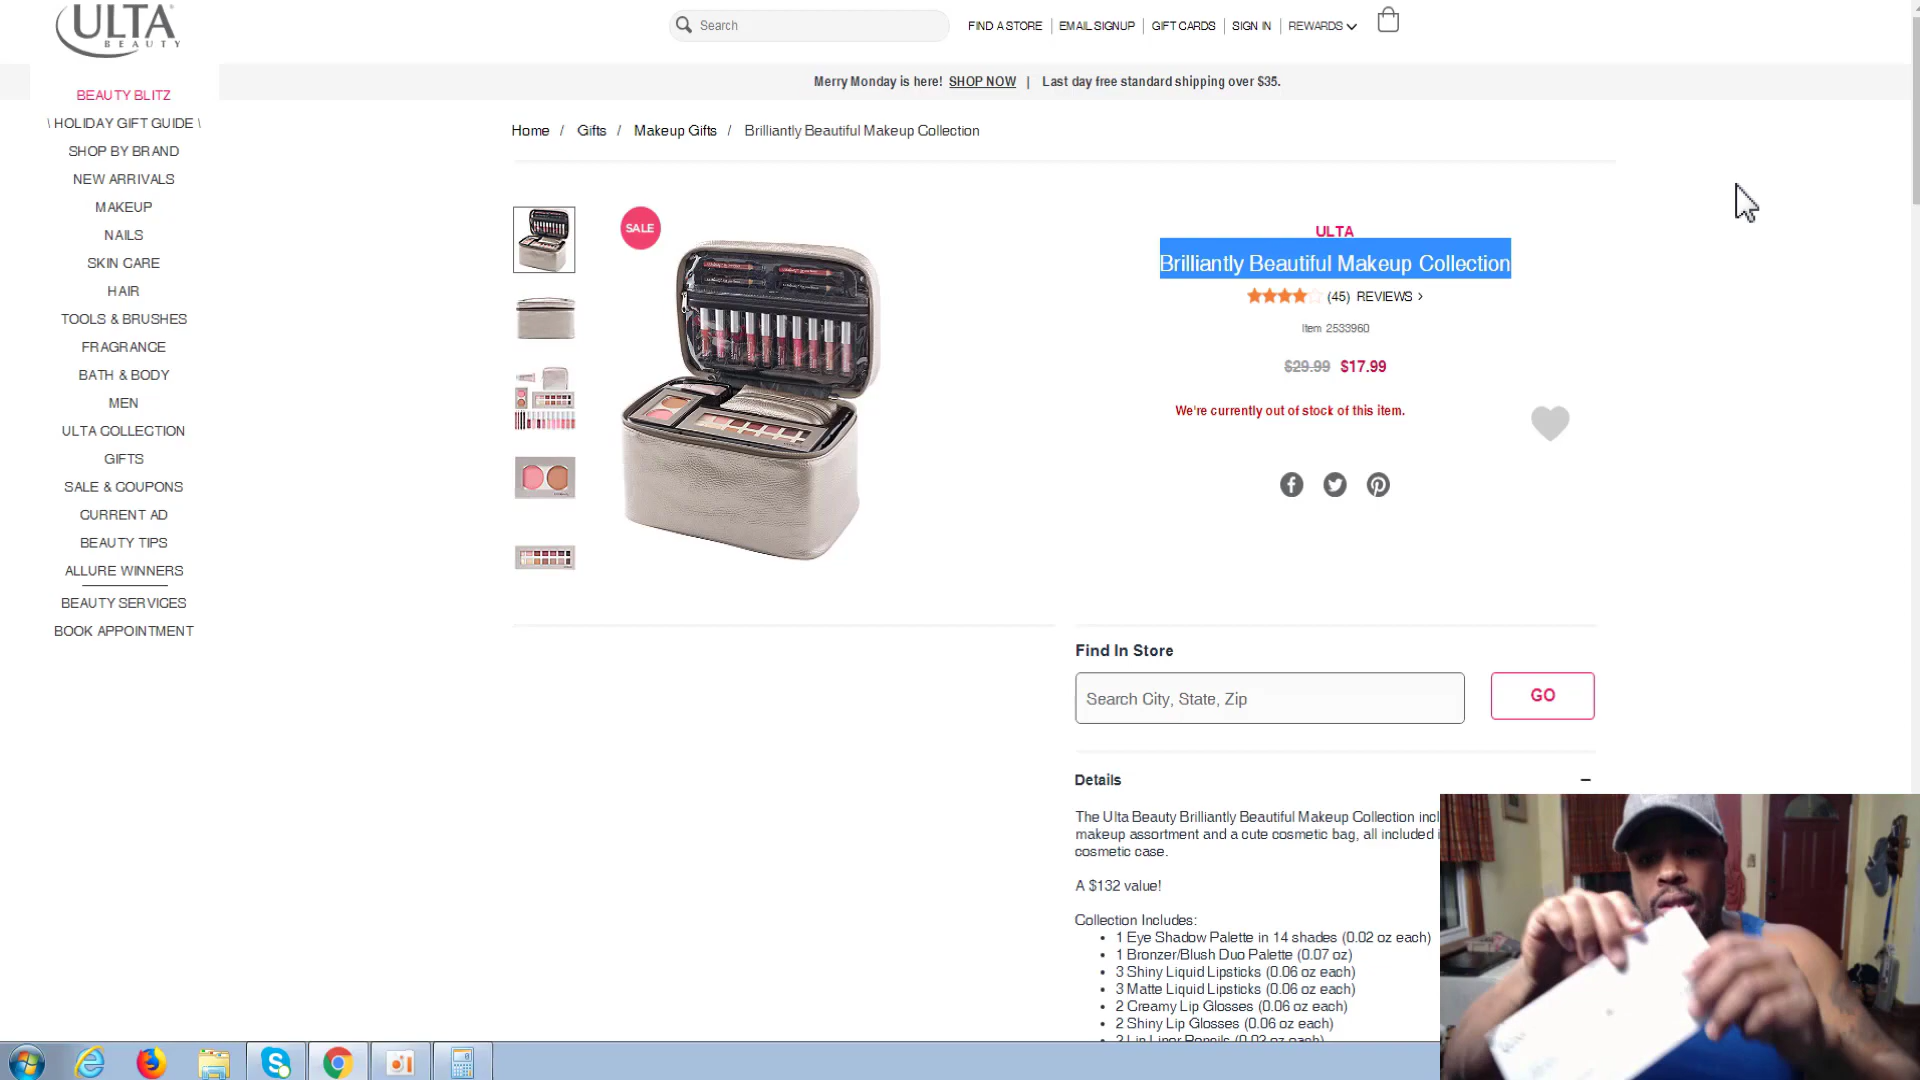 ULTA
BEAUTY
Search
FIND A STORE
EMAIL SIGNUP
GIFT CARDS
SIGN IN
REWARDS
Merry Monday is here! SHOP NOW | Last day free standard shipping over $35.
BEAUTY BLITZ
\ HOLIDAY GIFT GUIDE \
SHOP BY BRAND
NEW ARRIVALS
MAKEUP
NAILS
SKIN CARE
HAIR
TOOLS & BRUSHES
FRAGRANCE
BATH & BODY
MEN
ULTA COLLECTION
GIFTS
SALE & COUPONS
CURRENT AD
BEAUTY TIPS
ALLURE WINNERS
BEAUTY SERVICES
BOOK APPOINTMENT
Home / Gifts / Makeup Gifts / Brilliantly Beautiful Makeup Collection
SALE
ULTA
Brilliantly Beautiful Makeup Collection
(45) REVIEWS >
Item 2533960
$29.99 $17.99
We're currently out of stock of this item.
Find In Store
Search City, State, Zip
GO
Details
The Ulta Beauty Brilliantly Beautiful Makeup Collection incl
makeup assortment and a cute cosmetic bag, all included i
cosmetic case.
A $132 value!
Collection Includes:
• 1 Eye Shadow Palette in 14 shades (0.02 oz each)
• 1 Bronzer/Blush Duo Palette (0.07 oz)
• 3 Shiny Liquid Lipsticks (0.06 oz each)
• 3 Matte Liquid Lipsticks (0.06 oz each)
• 2 Creamy Lip Glosses (0.06 oz each)
• 2 Shiny Lip Glosses (0.06 oz each)
• 2 Lip Liner Pencils (0.02 oz each)